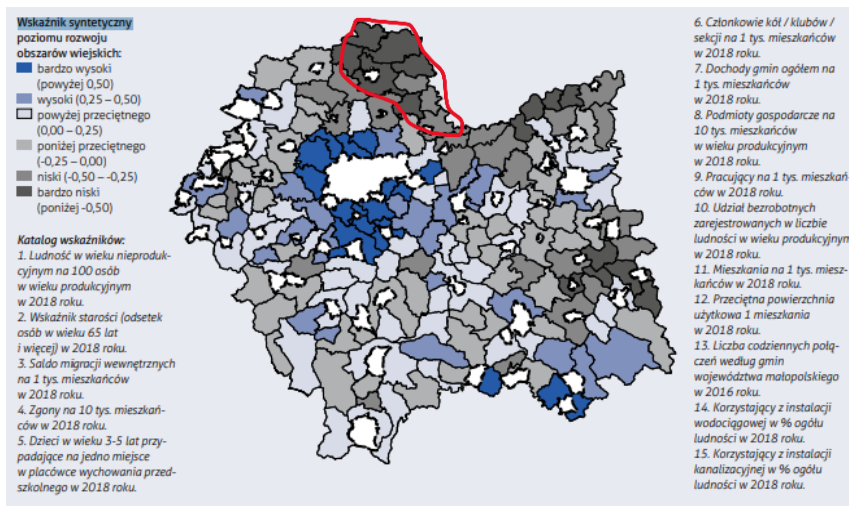 Wskaźnik syntetyczny
poziomu rozwoju
obszarów wiejskich:
bardzo wysoki
(powyżej 0,50)
wysoki (0,25 – 0,50)
powyżej przeciętnego
(0,00 – 0,25)
poniżej przeciętnego
(-0,25 – 0,00)
niski (-0,50 – -0,25)
bardzo niski
(poniżej -0,50)
Katalog wskaźników:
1. Ludność w wieku nieproduk-
cyjnym na 100 osób
w wieku produkcyjnym
w 2018 roku.
2. Wskaźnik starości (odsetek
osób w wieku 65 lat
i więcej) w 2018 roku.
3. Saldo migracji wewnętrznych
na 1 tys. mieszkańców
w 2018 roku.
4. Zgony na 10 tys. mieszkań-
ców w 2018 roku.
5. Dzieci w wieku 3-5 lat przy-
padające na jedno miejsce
w placówce wychowania przed-
szkolnego w 2018 roku.
6. Członkowie kół / klubów /
sekcji na 1 tys. mieszkańców
w 2018 roku.
7. Dochody gmin ogółem na
1 tys. mieszkańców
w 2018 roku.
8. Podmioty gospodarcze na
10 tys. mieszkańców
w wieku produkcyjnym
w 2018 roku.
9. Pracujący na 1 tys. mieszkań-
ców w 2018 roku.
10. Udział bezrobotnych
zarejestrowanych w liczbie
ludności w wieku produkcyjnym
w 2018 roku.
11. Mieszkania na 1 tys. miesz-
kańców w 2018 roku.
12. Przeciętna powierzchnia
użytkowa 1 mieszkania
w 2018 roku.
13. Liczba codziennych połą-
czeń według gmin
województwa małopolskiego
w 2016 roku.
14. Korzystający z instalacji
wodociągowej w % ogółu
ludności w 2018 roku.
15. Korzystający z instalacji
kanalizacyjnej w % ogółu
ludności w 2018 roku.